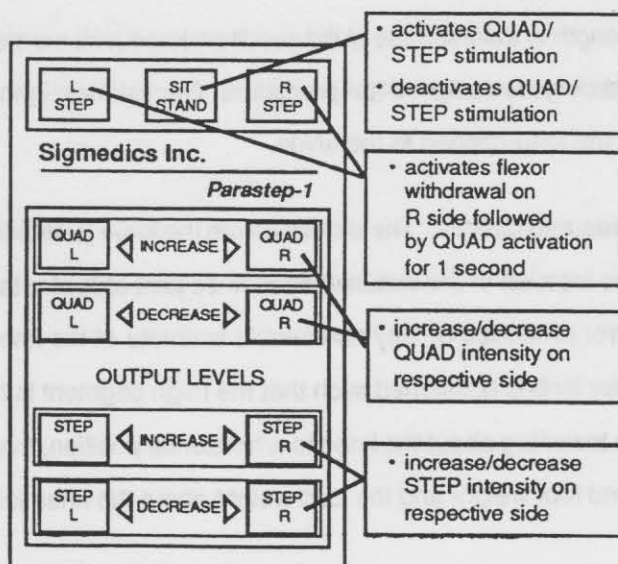 L STEP
SIT STAND
R STEP
Sigmedics Inc.
Parastep-1
QUAD L
INCREASE
QUAD R
QUAD L
DECREASE
QUAD R
OUTPUT LEVELS
STEP L
INCREASE
STEP R
STEP L
DECREASE
STEP R
• activates QUAD/
STEP stimulation
• deactivates QUAD/
STEP stimulation
• activates flexor
withdrawal on
R side followed
by QUAD activation
for 1 second
• increase/decrease
QUAD intensity on
respective side
• increase/decrease
STEP intensity on
respective side